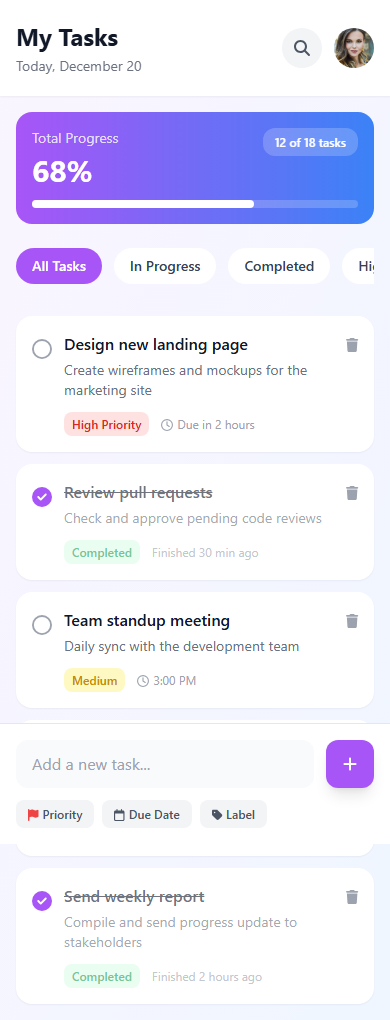 My Tasks
Today, December 20
Total Progress
12 of 18 tasks
68%
All Tasks
In Progress
Completed
Design new landing page
Create wireframes and mockups for the
marketing site
High Priority
Due in 2 hours
Review pull requests
Check and approve pending code reviews
Completed
Finished 30 min ago
Team standup meeting
Daily sync with the development team
Medium
3:00 PM
Add a new task...
Priority
Due Date
Label
Send weekly report
Compile and send progress update to
stakeholders
Completed
Finished 2 hours ago